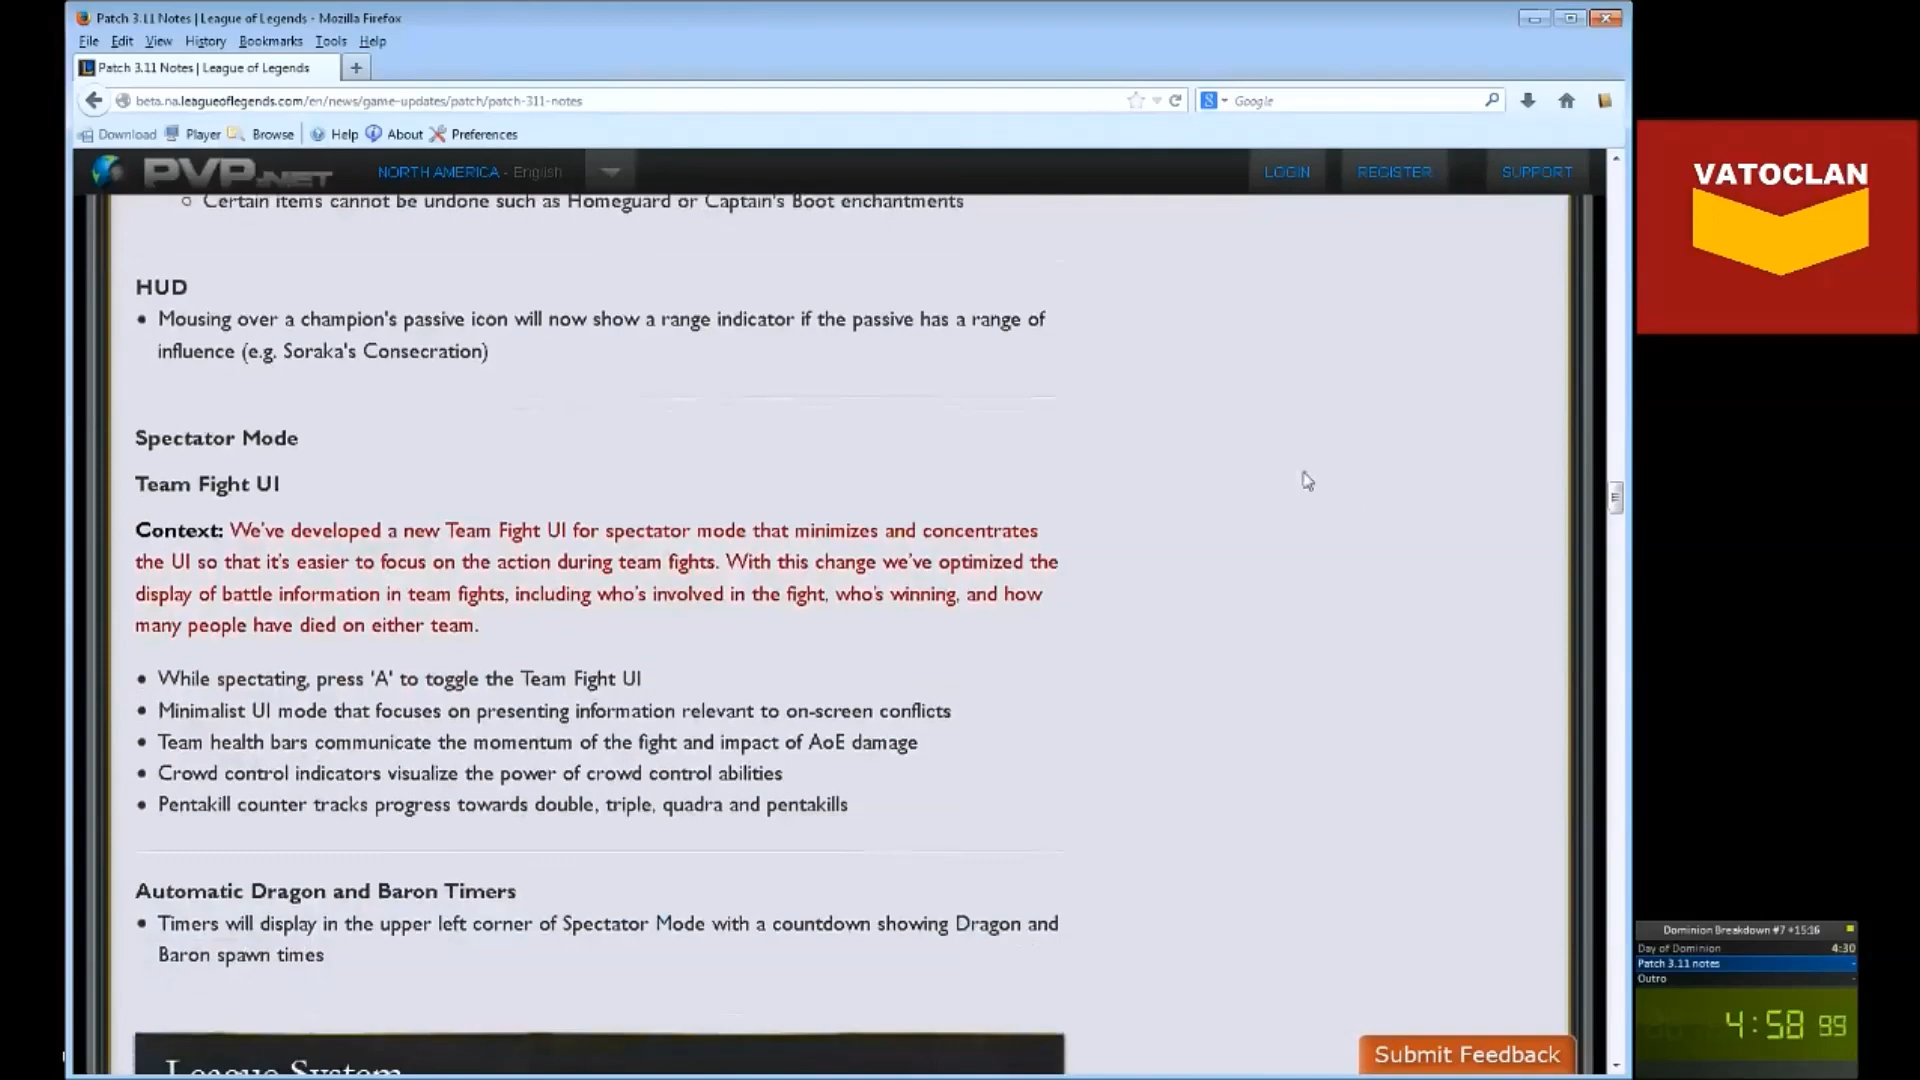 Patch 3.11 Notes | League of Legends - Mozilla Firefox
File Edit View History Bookmarks Tools Help
Patch 3.11 Notes | League of Legends
beta.na.leagueoflegends.com/en/news/game-updates/patch/patch-311-notes
Google
Download Player Browse Help About Preferences
PVP.NET NORTH AMERICA - English LOGIN REGISTER SUPPORT
Certain items cannot be undone such as Homeguard or Captain's Boot enchantments
HUD
Mousing over a champion's passive icon will now show a range indicator if the passive has a range of
influence (e.g. Soraka's Consecration)
Spectator Mode
Team Fight UI
Context: We've developed a new Team Fight UI for spectator mode that minimizes and concentrates
the UI so that it's easier to focus on the action during team fights. With this change we've optimized the
display of battle information in team fights, including who's involved in the fight, who's winning, and how
many people have died on either team.
While spectating, press 'A' to toggle the Team Fight UI
Minimalist UI mode that focuses on presenting information relevant to on-screen conflicts
Team health bars communicate the momentum of the fight and impact of AoE damage
Crowd control indicators visualize the power of crowd control abilities
Pentakill counter tracks progress towards double, triple, quadra and pentakills
Automatic Dragon and Baron Timers
Timers will display in the upper left corner of Spectator Mode with a countdown showing Dragon and
Baron spawn times
League System
Submit Feedback
VATOCLAN
Dominion Breakdown #7 +15:16
Day of Dominion 4:30
Patch 3.11 notes -
Outro -
4:58 99